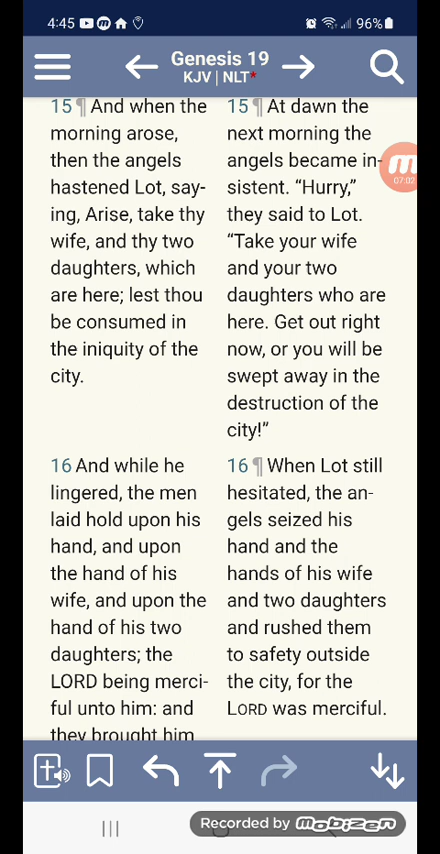 4:45
96%
Genesis 19
KJV | NLT*
15 ¶ And when the
morning arose,
then the angels
hastened Lot, say-
ing, Arise, take thy
wife, and thy two
daughters, which
are here; lest thou
be consumed in
the iniquity of the
city.
16 And while he
lingered, the men
laid hold upon his
hand, and upon
the hand of his
wife, and upon the
hand of his two
daughters; the
LORD being merci-
ful unto him: and
they brought him
15 ¶ At dawn the
next morning the
angels became in-
sistent. “Hurry,”
they said to Lot.
“Take your wife
and your two
daughters who are
here. Get out right
now, or you will be
swept away in the
destruction of the
city!”
16 ¶ When Lot still
hesitated, the an-
gels seized his
hand and the
hands of his wife
and two daughters
and rushed them
to safety outside
the city, for the
LORD was merciful.
07:02
Recorded by mobizen